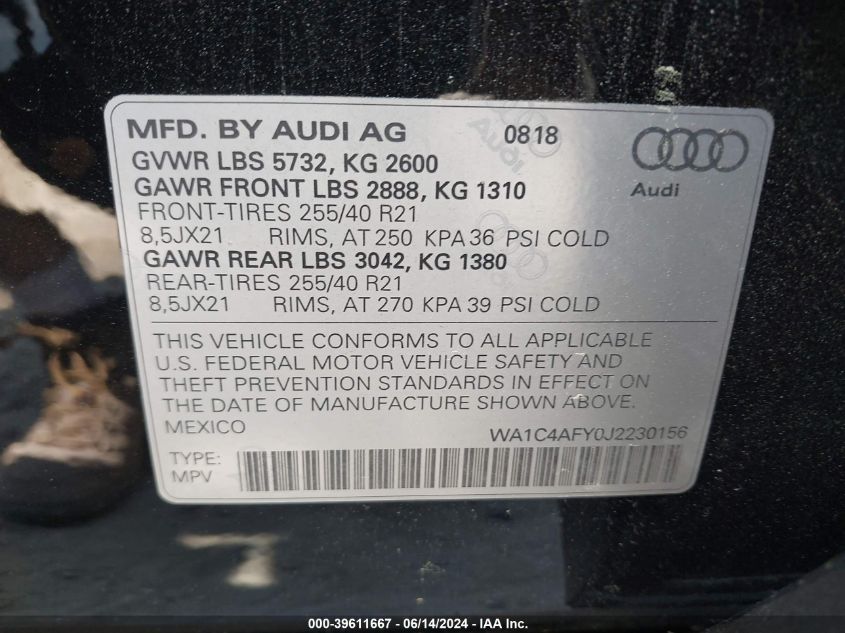 MFD. BY AUDI AG 0818
GVWR LBS 5732, KG 2600
GAWR FRONT LBS 2888, KG 1310
Audi
FRONT-TIRES 255/40 R21
8,5JX21 RIMS, AT 250 KPA 36 PSI COLD
GAWR REAR LBS 3042, KG 1380
REAR-TIRES 255/40 R21
8,5JX21 RIMS, AT 270 KPA 39 PSI COLD
THIS VEHICLE CONFORMS TO ALL APPLICABLE
U.S. FEDERAL MOTOR VEHICLE SAFETY AND
THEFT PREVENTION STANDARDS IN EFFECT ON
THE DATE OF MANUFACTURE SHOWN ABOVE.
MEXICO WA1C4AFY0J2230156
TYPE:
MPV
000-39611667 - 06/14/2024 - IAA Inc.